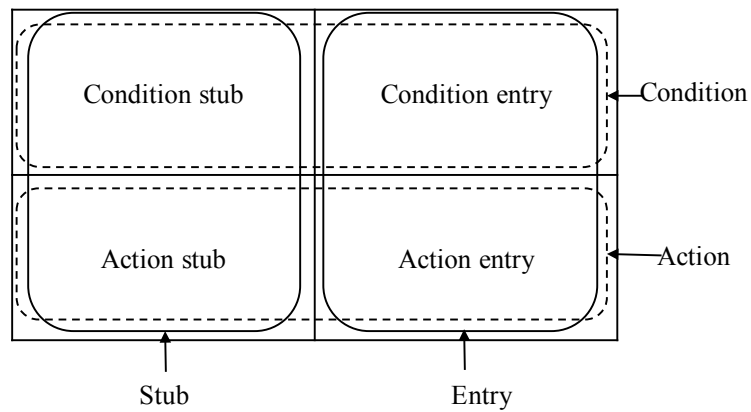 Condition stub
Condition entry
Condition
Action stub
Action entry
Action
Stub
Entry